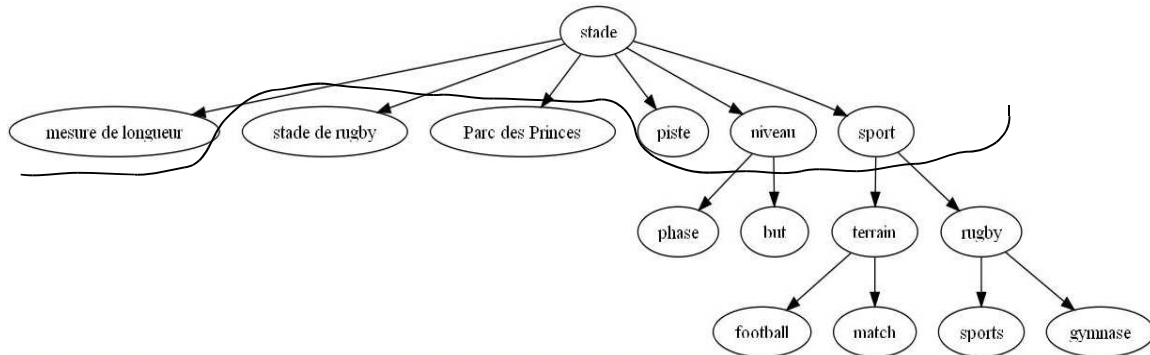 stade
mesure de longueur
stade de rugby
Parc des Princes
piste
niveau
sport
phase
but
terrain
rugby
football
match
sports
gymnase